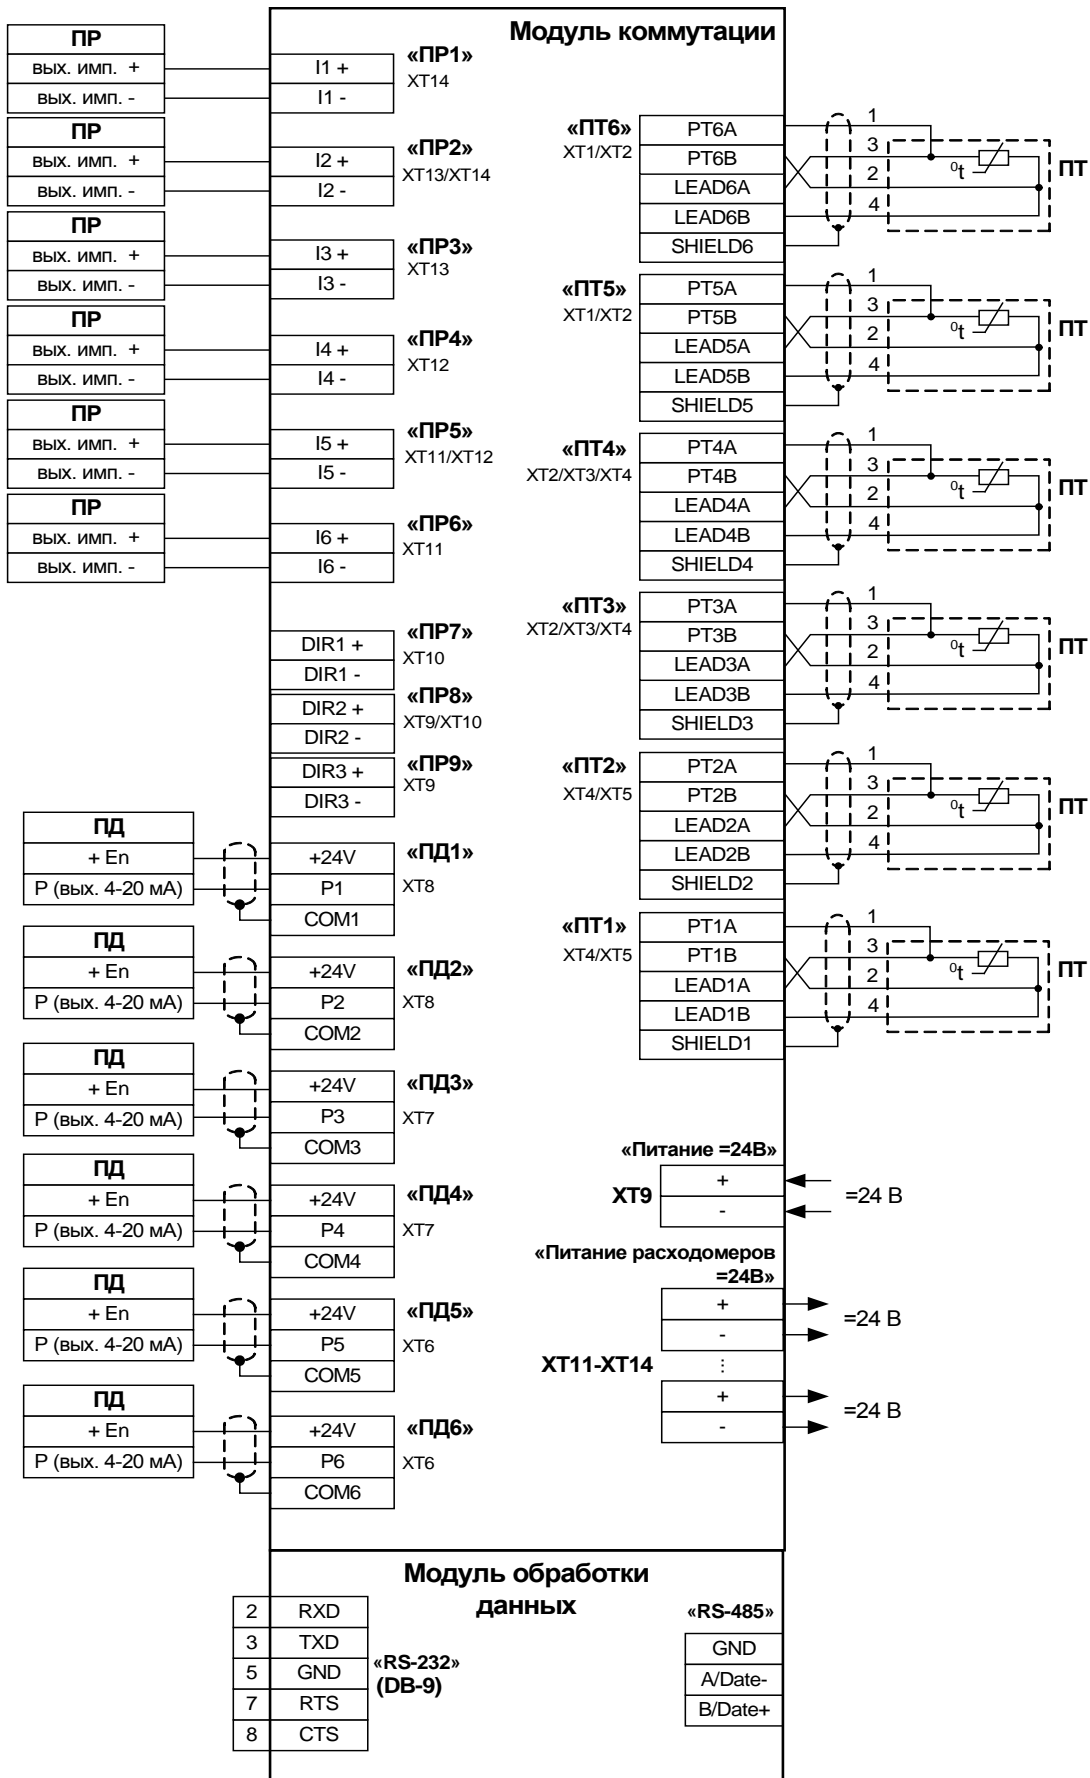 Модуль коммутации
ПР
вых. имп. +
вых. имп. -
I1 +
I1 -
«ПР1»
XT14
ПР
вых. имп. +
вых. имп. -
I2 +
I2 -
«ПР2»
XT13/XT14
ПР
вых. имп. +
вых. имп. -
I3 +
I3 -
«ПР3»
XT13
ПР
вых. имп. +
вых. имп. -
I4 +
I4 -
«ПР4»
XT12
ПР
вых. имп. +
вых. имп. -
I5 +
I5 -
«ПР5»
XT11/XT12
ПР
вых. имп. +
вых. имп. -
I6 +
I6 -
«ПР6»
XT11
DIR1 +
DIR1 -
«ПР7»
XT10
DIR2 +
DIR2 -
«ПР8»
XT9/XT10
DIR3 +
DIR3 -
«ПР9»
XT9
ПД
+ En
P (вых. 4-20 мА)
+24V
P1
COM1
«ПД1»
XT8
ПД
+ En
P (вых. 4-20 мА)
+24V
P2
COM2
«ПД2»
XT8
ПД
+ En
P (вых. 4-20 мА)
+24V
P3
COM3
«ПД3»
XT7
ПД
+ En
P (вых. 4-20 мА)
+24V
P4
COM4
«ПД4»
XT7
ПД
+ En
P (вых. 4-20 мА)
+24V
P5
COM5
«ПД5»
XT6
ПД
+ En
P (вых. 4-20 мА)
+24V
P6
COM6
«ПД6»
XT6
«ПТ6»
XT1/XT2
PT6A
PT6B
LEAD6A
LEAD6B
SHIELD6
1
3
2
4
0t
ПТ
«ПТ5»
XT1/XT2
PT5A
PT5B
LEAD5A
LEAD5B
SHIELD5
1
3
2
4
0t
ПТ
«ПТ4»
XT2/XT3/XT4
PT4A
PT4B
LEAD4A
LEAD4B
SHIELD4
1
3
2
4
0t
ПТ
«ПТ3»
XT2/XT3/XT4
PT3A
PT3B
LEAD3A
LEAD3B
SHIELD3
1
3
2
4
0t
ПТ
«ПТ2»
XT4/XT5
PT2A
PT2B
LEAD2A
LEAD2B
SHIELD2
1
3
2
4
0t
ПТ
«ПТ1»
XT4/XT5
PT1A
PT1B
LEAD1A
LEAD1B
SHIELD1
1
3
2
4
0t
ПТ
«Питание =24В»
XT9
+
-
=24 В
«Питание расходомеров
=24В»
+
-
=24 В
XT11-XT14
...
+
-
=24 В
Модуль обработки
данных
2 RXD
3 TXD
5 GND
7 RTS
8 CTS
«RS-232»
(DB-9)
«RS-485»
GND
A/Date-
B/Date+